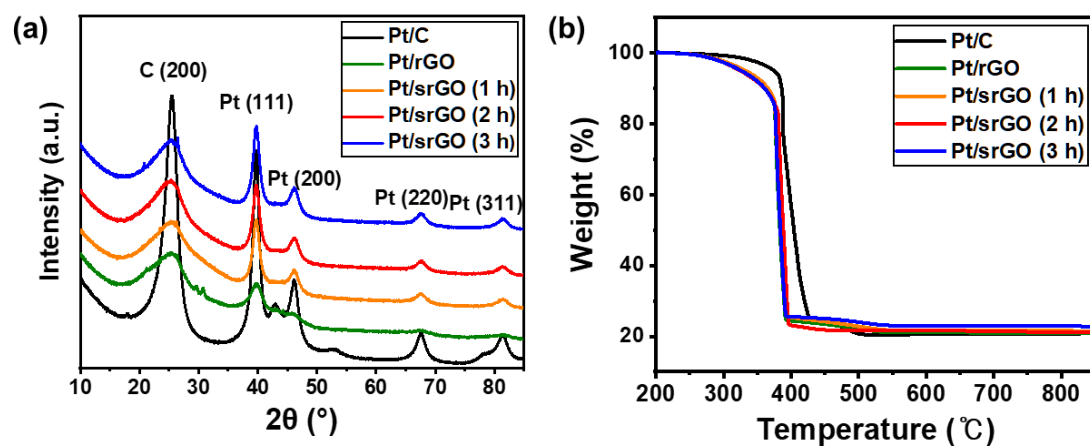 (a)
Pt/C
Pt/rGO
Pt/srGO (1 h)
Pt/srGO (2 h)
Pt/srGO (3 h)
C (200)
Pt (111)
Pt (200)
Pt (220)
Pt (311)
Intensity (a.u.)
10 20 30 40 50 60 70 80
2θ (°)
(b)
Pt/C
Pt/rGO
Pt/srGO (1 h)
Pt/srGO (2 h)
Pt/srGO (3 h)
Weight (%)
100
80
60
40
20
200 300 400 500 600 700 800
Temperature (℃)